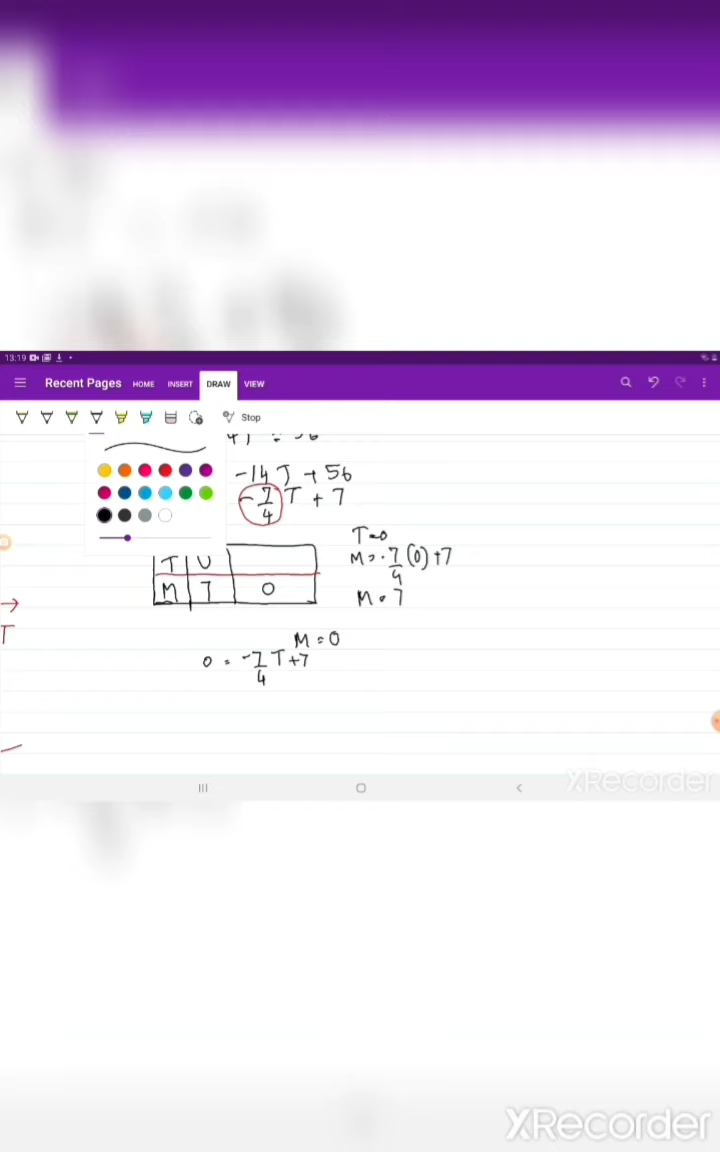 13:19
Recent Pages HOME INSERT DRAW VIEW
Stop
-14T + 56
-7/4 T + 7
T=0
M = -7/4 (0) +7
M = 7
T U
M 7 0
T
M = 0
0 = -7/4 T +7
XRecorder
XRecorder